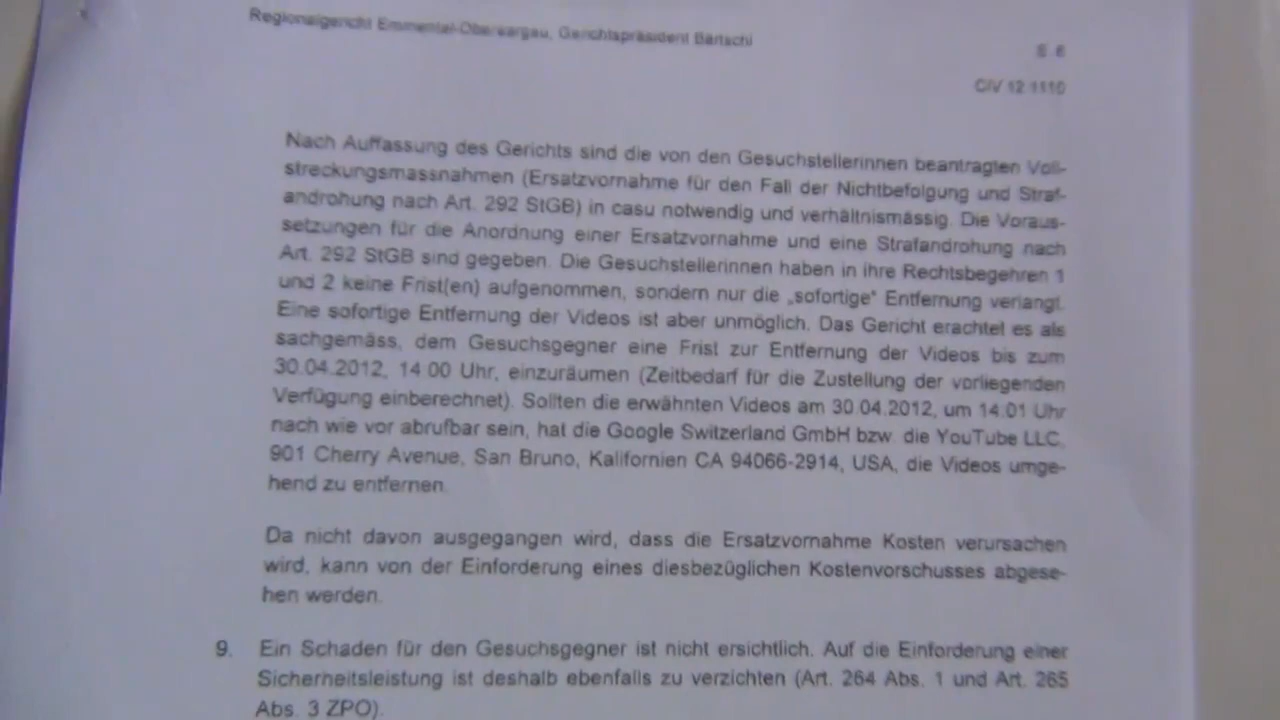 Regionalgericht Emmental-Oberaargau, Gerichtspräsident Bärtschi
S 6
CIV 12 1110
Nach Auffassung des Gerichts sind die von den Gesuchstellerinnen beantragten Voll-
streckungsmassnahmen (Ersatzvornahme für den Fall der Nichtbefolgung und Straf-
androhung nach Art. 292 StGB) in casu notwendig und verhältnismässig. Die Voraus-
setzungen für die Anordnung einer Ersatzvornahme und eine Strafandrohung nach
Art. 292 StGB sind gegeben. Die Gesuchstellerinnen haben in ihre Rechtsbegehren 1
und 2 keine Frist(en) aufgenommen, sondern nur die „sofortige“ Entfernung verlangt.
Eine sofortige Entfernung der Videos ist aber unmöglich. Das Gericht erachtet es als
sachgemäss, dem Gesuchsgegner eine Frist zur Entfernung der Videos bis zum
30.04.2012, 14.00 Uhr, einzuräumen (Zeitbedarf für die Zustellung der vorliegenden
Verfügung einberechnet). Sollten die erwähnten Videos am 30.04.2012, um 14.01 Uhr
nach wie vor abrufbar sein, hat die Google Switzerland GmbH bzw. die YouTube LLC,
901 Cherry Avenue, San Bruno, Kalifornien CA 94066-2914, USA, die Videos umge-
hend zu entfernen.
Da nicht davon ausgegangen wird, dass die Ersatzvornahme Kosten verursachen
wird, kann von der Einforderung eines diesbezüglichen Kostenvorschusses abgese-
hen werden.
9. Ein Schaden für den Gesuchsgegner ist nicht ersichtlich. Auf die Einforderung einer
Sicherheitsleistung ist deshalb ebenfalls zu verzichten (Art. 264 Abs. 1 und Art. 265
Abs. 3 ZPO).